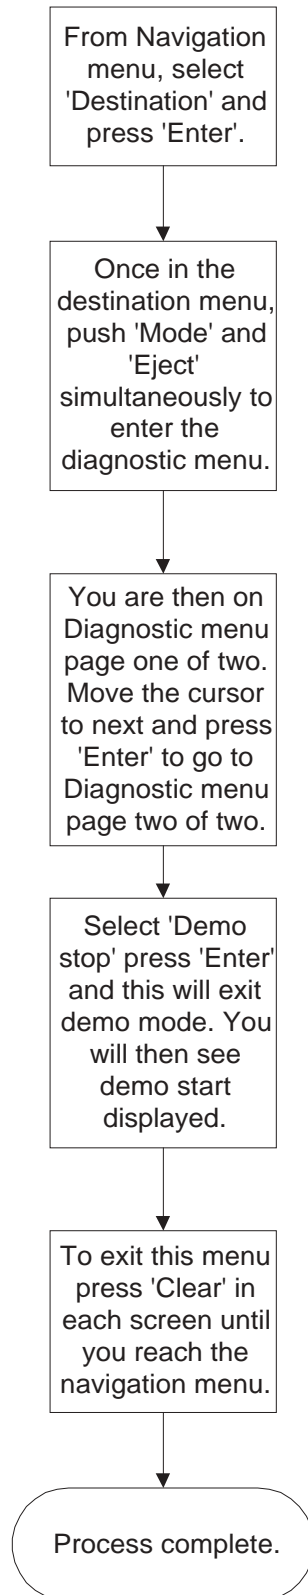 From Navigation
menu, select
'Destination' and
press 'Enter'.
Once in the
destination menu,
push 'Mode' and
'Eject'
simultaneously to
enter the
diagnostic menu.
You are then on
Diagnostic menu
page one of two.
Move the cursor
to next and press
'Enter' to go to
Diagnostic menu
page two of two.
Select 'Demo
stop' press 'Enter'
and this will exit
demo mode. You
will then see
demo start
displayed.
To exit this menu
press 'Clear' in
each screen until
you reach the
navigation menu.
Process complete.